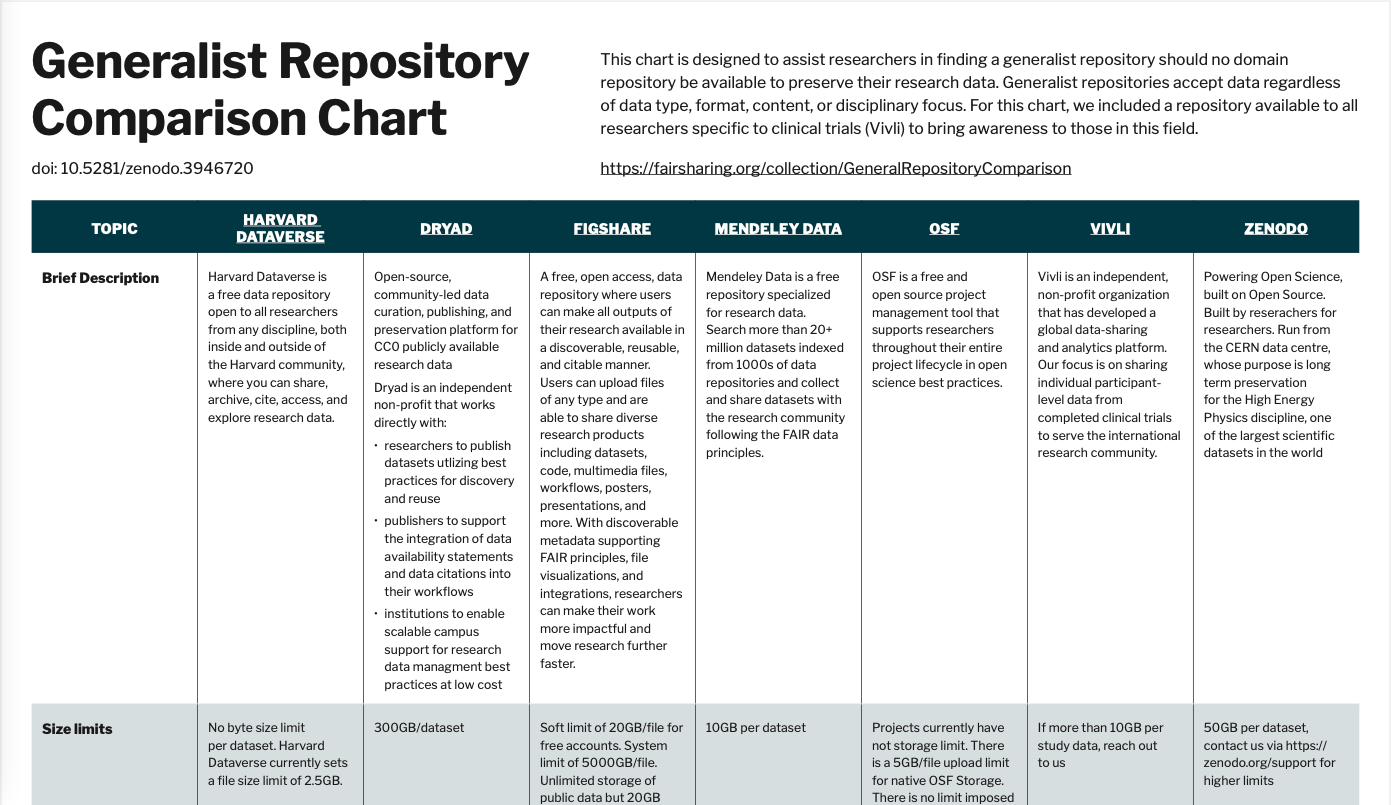 Generalist Repository
Comparison Chart
doi: 10.5281/zenodo.3946720
This chart is designed to assist researchers in finding a generalist repository should no domain
repository be available to preserve their research data. Generalist repositories accept data regardless
of data type, format, content, or disciplinary focus. For this chart, we included a repository available to all
researchers specific to clinical trials (Vivli) to bring awareness to those in this field.
https://fairsharing.org/collection/GeneralRepositoryComparison
TOPIC
HARVARD
DATAVERSE
DRYAD
FIGSHARE
MENDELEY DATA
OSF
VIVLI
ZENODO
Brief Description
Harvard Dataverse is
a free data repository
open to all researchers
from any discipline, both
inside and outside of
the Harvard community,
where you can share,
archive, cite, access, and
explore research data.
Open-source,
community-led data
curation, publishing, and
preservation platform for
CC0 publicly available
research data
Dryad is an independent
non-profit that works
directly with:
• researchers to publish
datasets utlizing best
practices for discovery
and reuse
• publishers to support
the integration of data
availability statements
and data citations into
their workflows
• institutions to enable
scalable campus
support for research
data managment best
practices at low cost
A free, open access, data
repository where users
can make all outputs of
their research available in
a discoverable, reusable,
and citable manner.
Users can upload files
of any type and are
able to share diverse
research products
including datasets,
code, multimedia files,
workflows, posters,
presentations, and
more. With discoverable
metadata supporting
FAIR principles, file
visualizations, and
integrations, researchers
can make their work
more impactful and
move research further
faster.
Mendeley Data is a free
repository specialized
for research data.
Search more than 20+
million datasets indexed
from 1000s of data
repositories and collect
and share datasets with
the research community
following the FAIR data
principles.
OSF is a free and
open source project
management tool that
supports researchers
throughout their entire
project lifecycle in open
science best practices.
Vivli is an independent,
non-profit organization
that has developed a
global data-sharing
and analytics platform.
Our focus is on sharing
individual participant-
level data from
completed clinical trials
to serve the international
research community.
Powering Open Science,
built on Open Source.
Built by reserachers for
researchers. Run from
the CERN data centre,
whose purpose is long
term preservation
for the High Energy
Physics discipline, one
of the largest scientific
datasets in the world
Size limits
No byte size limit
per dataset. Harvard
Dataverse currently sets
a file size limit of 2.5GB.
300GB/dataset
Soft limit of 20GB/file for
free accounts. System
limit of 5000GB/file.
Unlimited storage of
public data but 20GB
10GB per dataset
Projects currently have
not storage limit. There
is a 5GB/file upload limit
for native OSF Storage.
There is no limit imposed
If more than 10GB per
study data, reach out
to us
50GB per dataset,
contact us via https://
zenodo.org/support for
higher limits